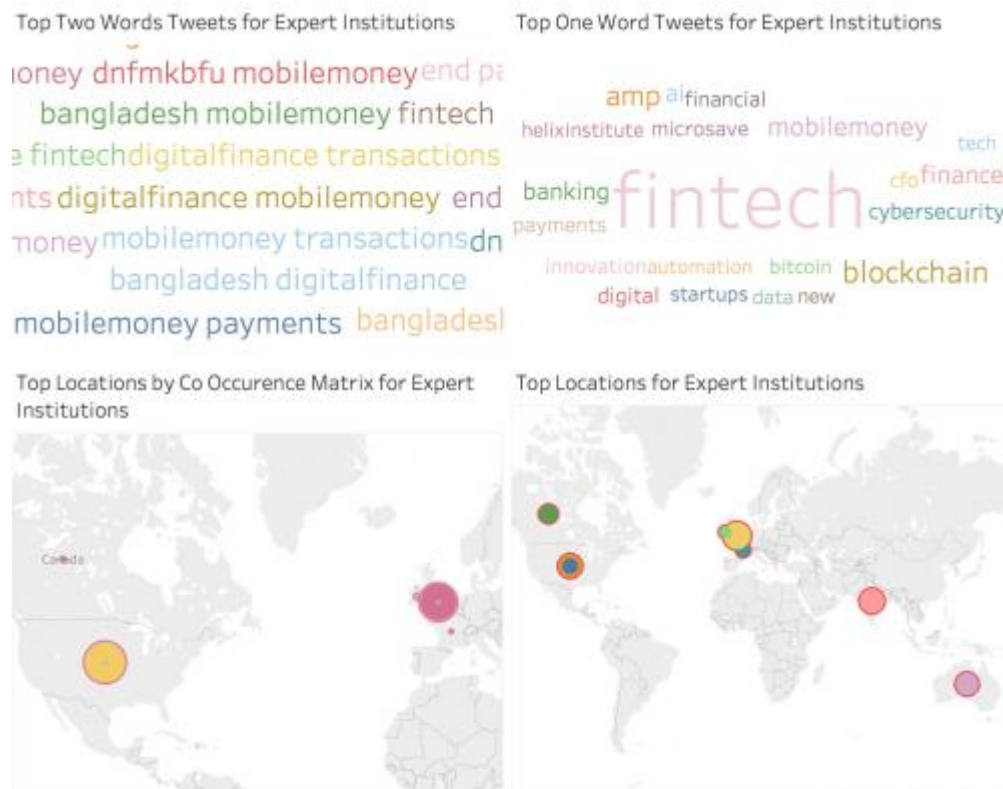 Top Two Words Tweets for Expert Institutions
oney dnfmkbfu mobilemoney end pa
bangladesh mobilemoney fintech
e fintech digitalfinance transactions
nts digitalfinance mobilemoney end
money mobilemoney transactions dn
bangladesh digitalfinance
mobilemoney payments bangladesh
Top One Word Tweets for Expert Institutions
amp ai financial
helixinstitute microsave mobilemoney
tech
banking fintech cfo finance
payments cybersecurity
innovation automation bitcoin blockchain
digital startups data new
Top Locations by Co Occurence Matrix for Expert
Institutions
Canada
Top Locations for Expert Institutions